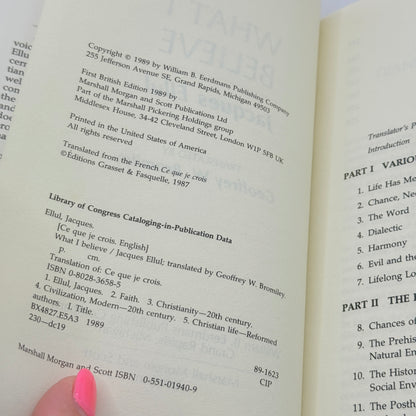 Copyright © 1989 by William B. Eerdmans Publishing Company
255 Jefferson Avenue SE, Grand Rapids, Michigan 49503
First British Edition 1989 by
Marshall Morgan and Scott Publications Ltd
Part of the Marshall Pickering Holdings group
Middlesex House, 34-42 Cleveland Street, London W1P 5FB UK
Printed in the United States of America
All rights reserved
Translated from the French Ce que je crois
©Éditions Grasset & Fasquelle, 1987
Library of Congress Cataloging-in-Publication Data
Ellul, Jacques.
[Ce que je crois. English]
What I believe / Jacques Ellul; translated by Geoffrey W. Bromiley.
p. cm.
Translation of: Ce que je crois.
ISBN 0-8028-3658-5
1. Ellul, Jacques. 2. Faith. 3. Christianity—20th century.
4. Civilization, Modern—20th century. 5. Christian life—Reformed
authors. I. Title.
BX4827.E5A3 1989
230—dc19 89-1623
CIP
Marshall Morgan and Scott ISBN 0-551-01940-9
Translator's P
Introduction
PART I VARIO
1. Life Has Me
2. Chance, Nec
3. The Word
4. Dialectic
5. Harmony
6. Evil and the
7. Lifelong Lo
PART II THE
8. Chances of
9. The Prehis
Natural En
10. The Histor
Social Env
11. The Posth